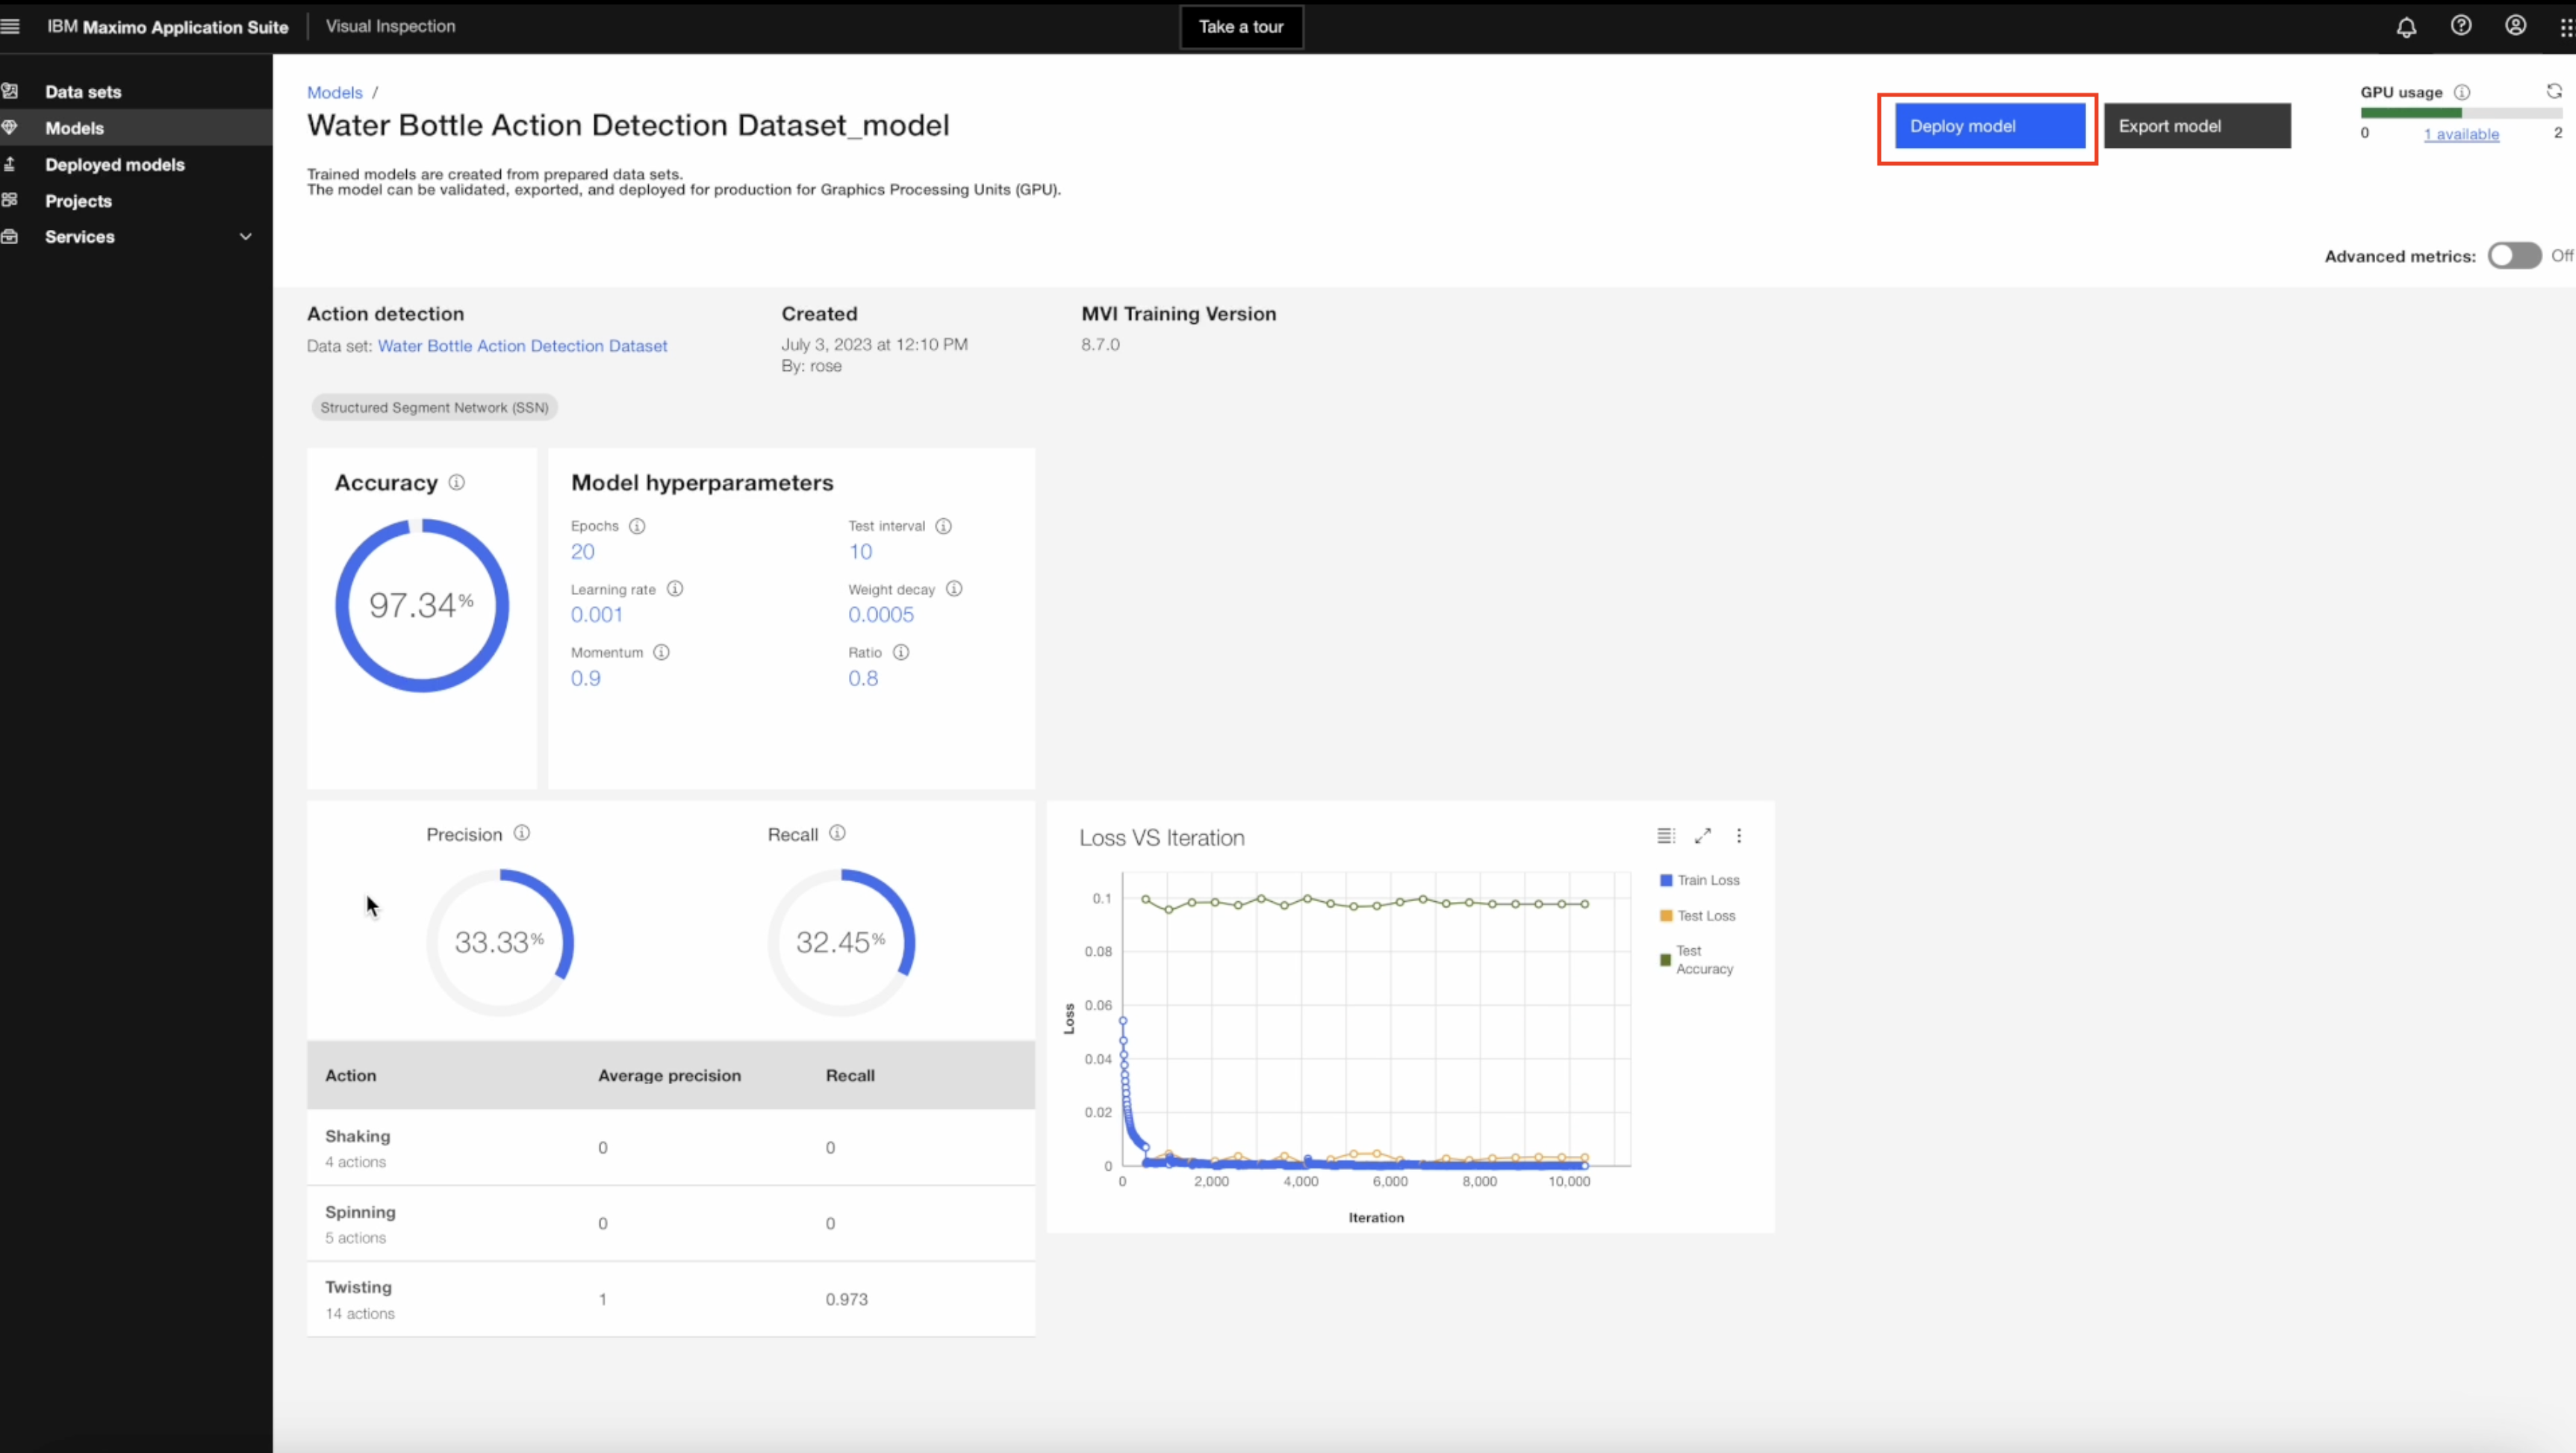 IBM Maximo Application Suite
Visual Inspection
Take a tour
Data sets
Models
Deployed models
Projects
Services
Models /
Water Bottle Action Detection Dataset_model
Trained models are created from prepared data sets.
The model can be validated, exported, and deployed for production for Graphics Processing Units (GPU).
Deploy model
Export model
GPU usage
0
1 available
2
Advanced metrics:
Off
Action detection
Data set: Water Bottle Action Detection Dataset
Created
July 3, 2023 at 12:10 PM
By: rose
MVI Training Version
8.7.0
Structured Segment Network (SSN)
Accuracy
97.34%
Model hyperparameters
Epochs
20
Test interval
10
Learning rate
0.001
Weight decay
0.0005
Momentum
0.9
Ratio
0.8
Precision
33.33%
Recall
32.45%
Action Average precision Recall
Shaking
4 actions
0 0
Spinning
5 actions
0 0
Twisting
14 actions
1 0.973
Loss VS Iteration
Train Loss
Test Loss
Test
Accuracy
Loss
0.1
0.08
0.06
0.04
0.02
0
0 2,000 4,000 6,000 8,000 10,000
Iteration